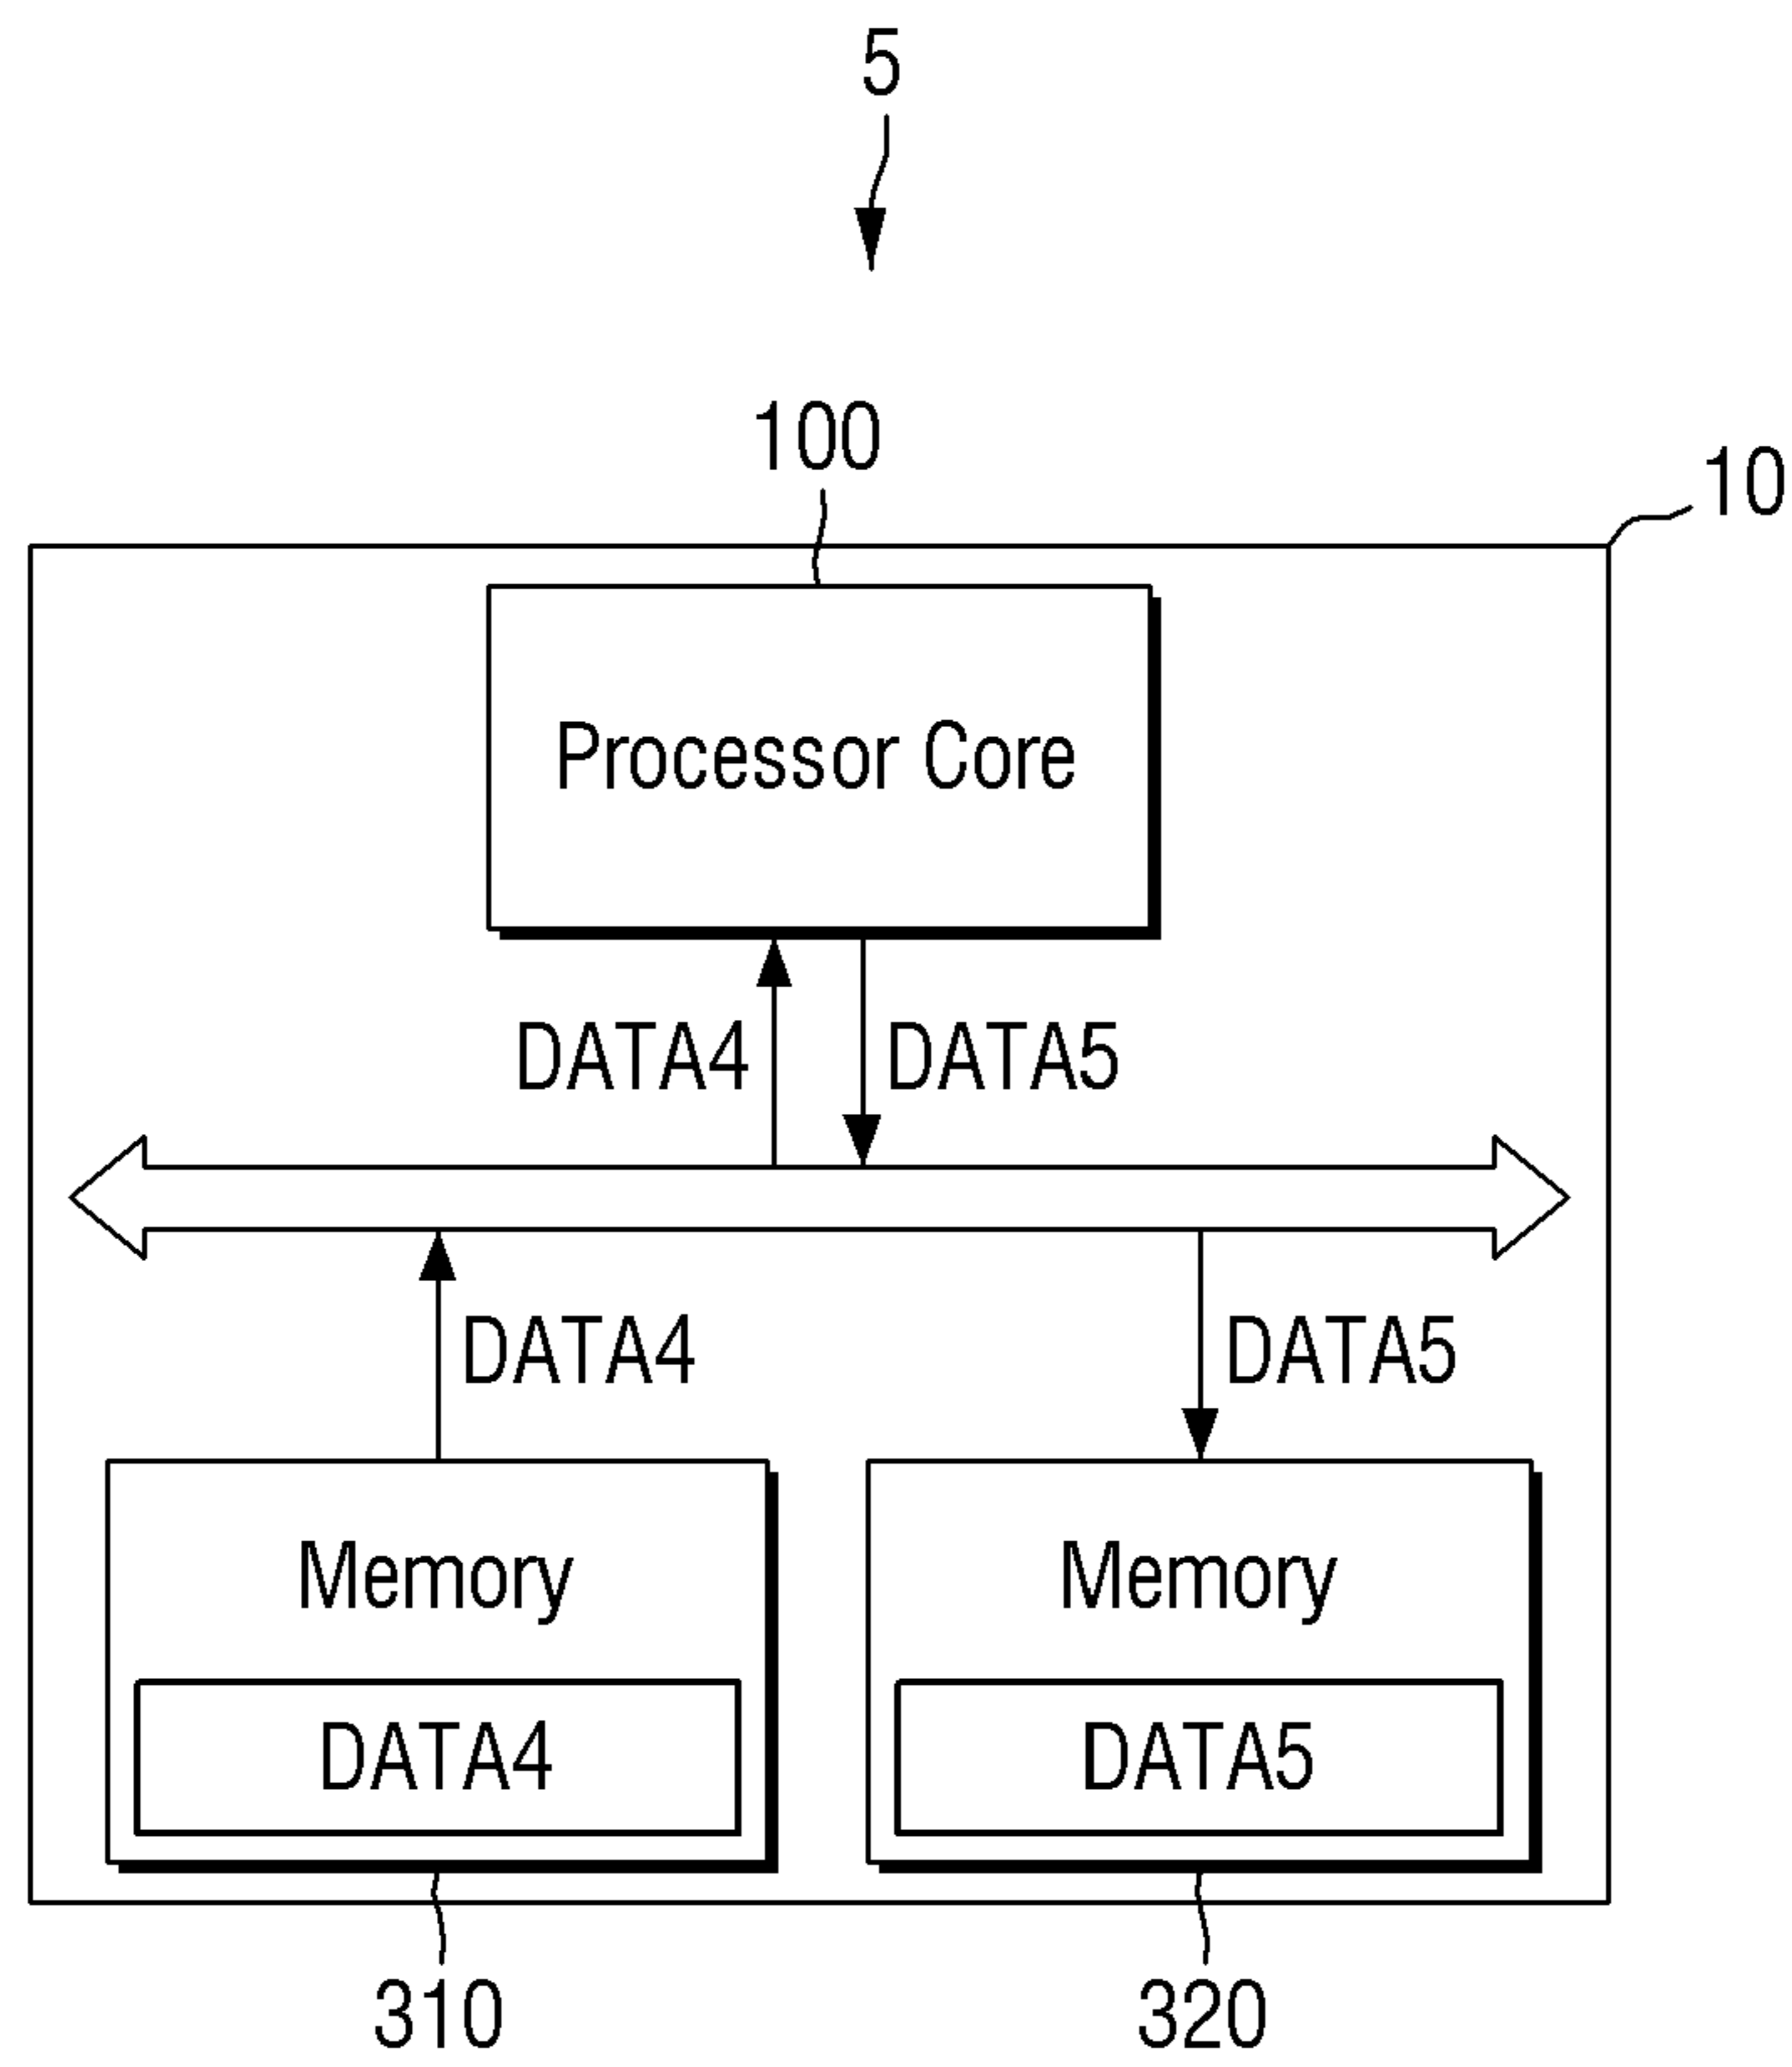 5
100
10
Processor Core
DATA4 DATA5
DATA4 DATA5
Memory Memory
DATA4 DATA5
310 320